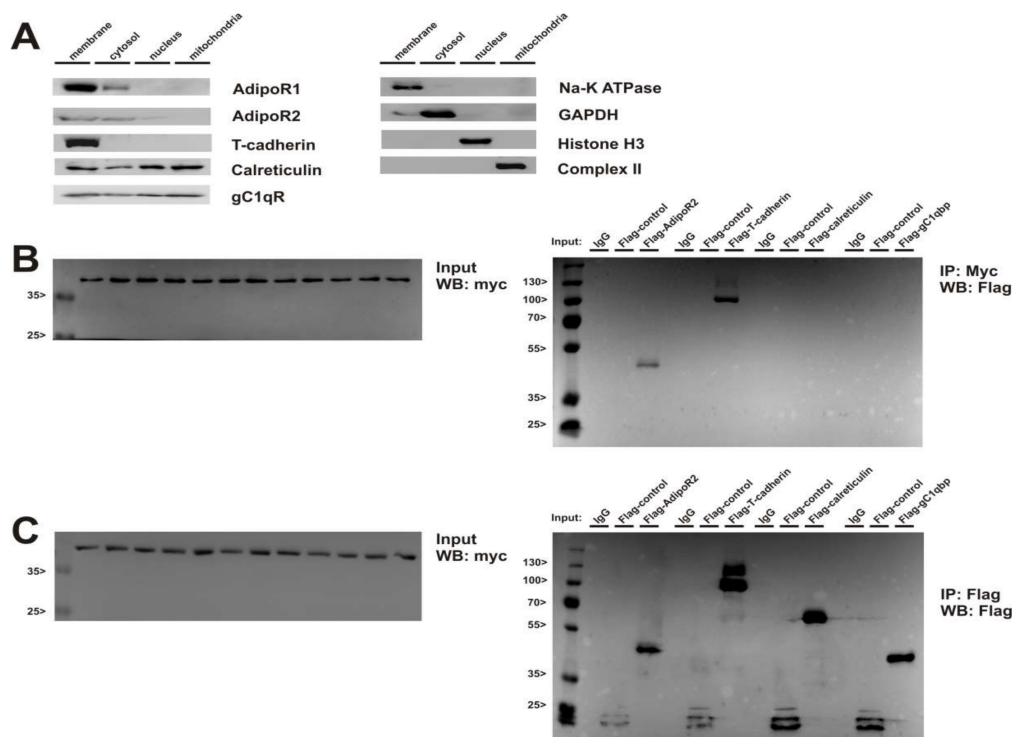 A
membrane
cytosol
nucleus
mitochondria
AdipoR1
AdipoR2
T-cadherin
Calreticulin
gC1qR
membrane
cytosol
nucleus
mitochondria
Na-K ATPase
GAPDH
Histone H3
Complex II
B
35>
25>
Input
WB: myc
Input:
IgG
Flag-control
Flag-AdipoR2
IgG
Flag-control
Flag-T-cadherin
IgG
Flag-control
Flag-calreticulin
IgG
Flag-control
Flag-gC1qbp
130>
100>
70>
55>
35>
25>
IP: Myc
WB: Flag
C
35>
25>
Input
WB: myc
Input:
IgG
Flag-control
Flag-AdipoR2
IgG
Flag-control
Flag-T-cadherin
IgG
Flag-control
Flag-calreticulin
IgG
Flag-control
Flag-gC1qbp
130>
100>
70>
55>
35>
25>
IP: Flag
WB: Flag